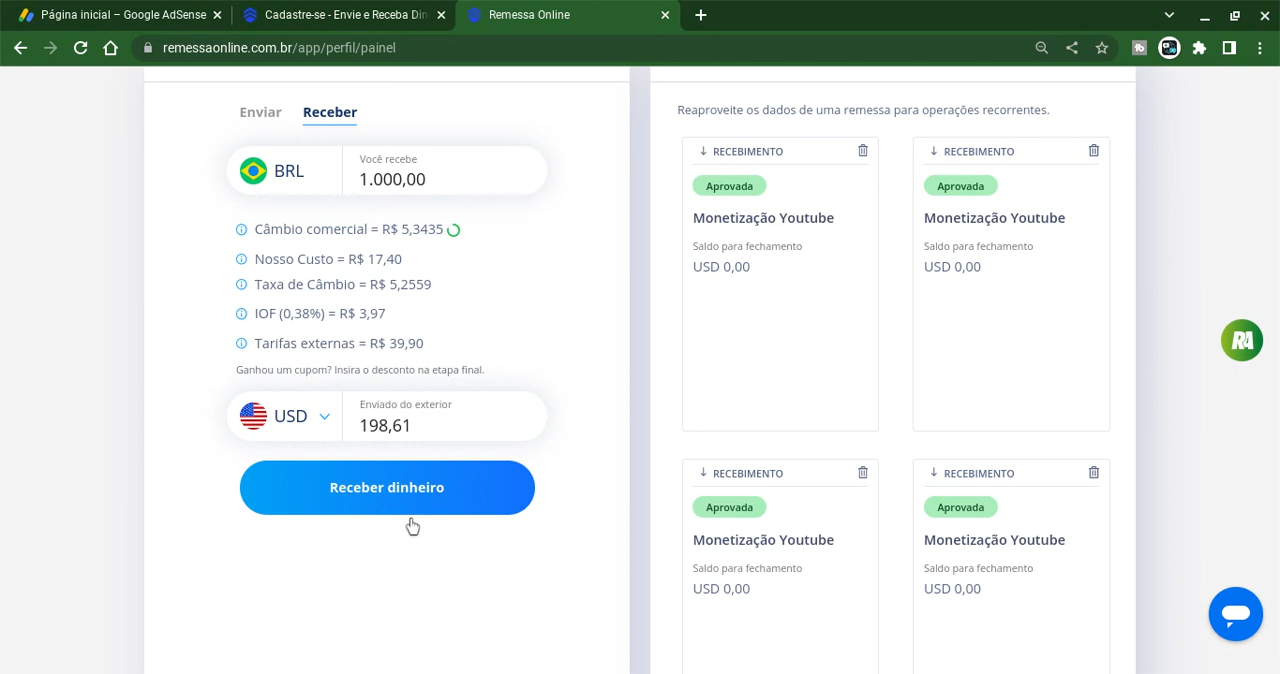 Página inicial – Google AdSense
Cadastre-se - Envie e Receba Din
Remessa Online
remessaonline.com.br/app/perfil/painel
Enviar
Receber
BRL
Você recebe
1.000,00
Câmbio comercial = R$ 5,3435
Nosso Custo = R$ 17,40
Taxa de Câmbio = R$ 5,2559
IOF (0,38%) = R$ 3,97
Tarifas externas = R$ 39,90
Ganhou um cupom? Insira o desconto na etapa final.
USD
Enviado do exterior
198,61
Receber dinheiro
Reaproveite os dados de uma remessa para operações recorrentes.
RECEBIMENTO
Aprovada
Monetização Youtube
Saldo para fechamento
USD 0,00
RECEBIMENTO
Aprovada
Monetização Youtube
Saldo para fechamento
USD 0,00
RECEBIMENTO
Aprovada
Monetização Youtube
Saldo para fechamento
USD 0,00
RECEBIMENTO
Aprovada
Monetização Youtube
Saldo para fechamento
USD 0,00
RA